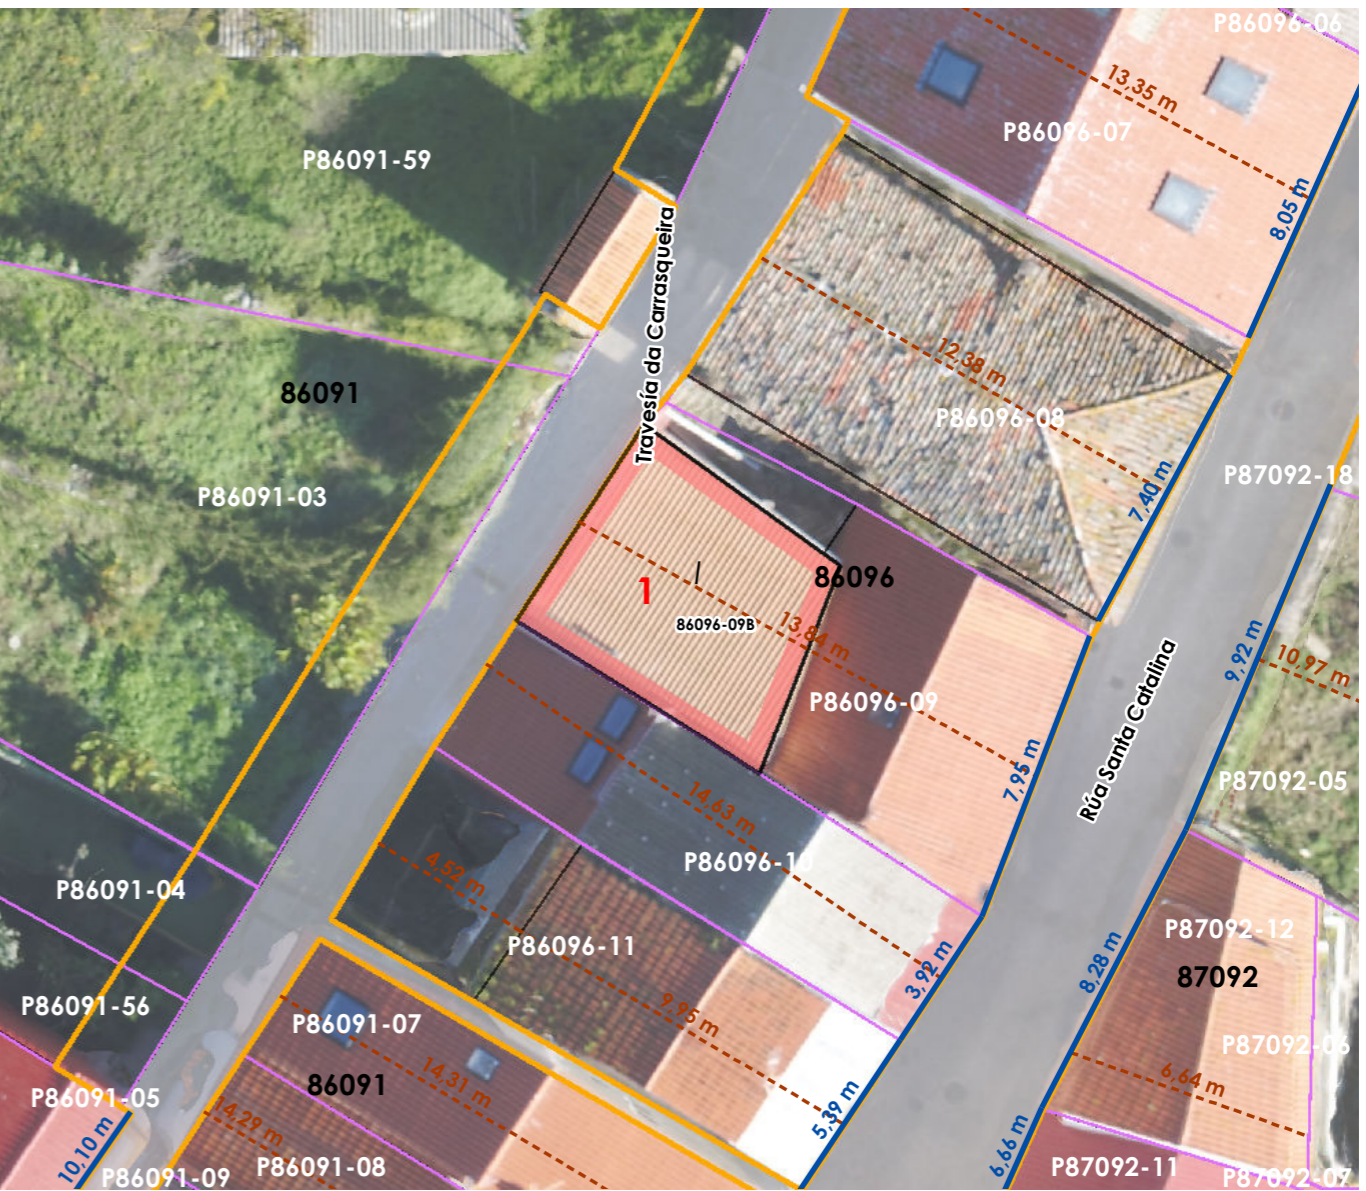 P86096-06
13,35 m
P86096-07
P86091-59
8,05 m
Travesía da Carrasqueira
12,38 m
86091
P86096-08
P87092-18
7,40 m
P86091-03
86096
1
I
86096-09B
13,84 m
9,92 m
10,97 m
P86096-09
Rúa Santa Catalina
7,95 m
P87092-05
14,63 m
P86096-10
4,52 m
P86091-04
P87092-12
P86096-11
3,92 m
8,28 m
87092
P86091-56
9,95 m
P86091-07
P87092-06
14,31 m
86091
6,64 m
P86091-05
5,39 m
14,29 m
10,10 m
6,66 m
P86091-08
P87092-11
P86091-09
P87092-07